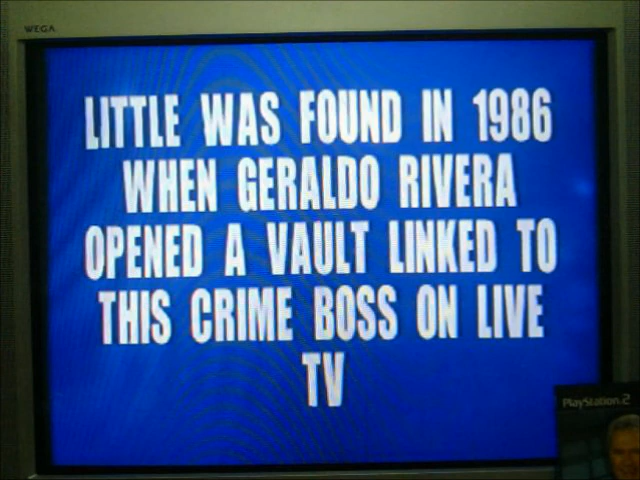 WEGA
LITTLE WAS FOUND IN 1986
WHEN GERALDO RIVERA
OPENED A VAULT LINKED TO
THIS CRIME BOSS ON LIVE
TV
PlayStation.2